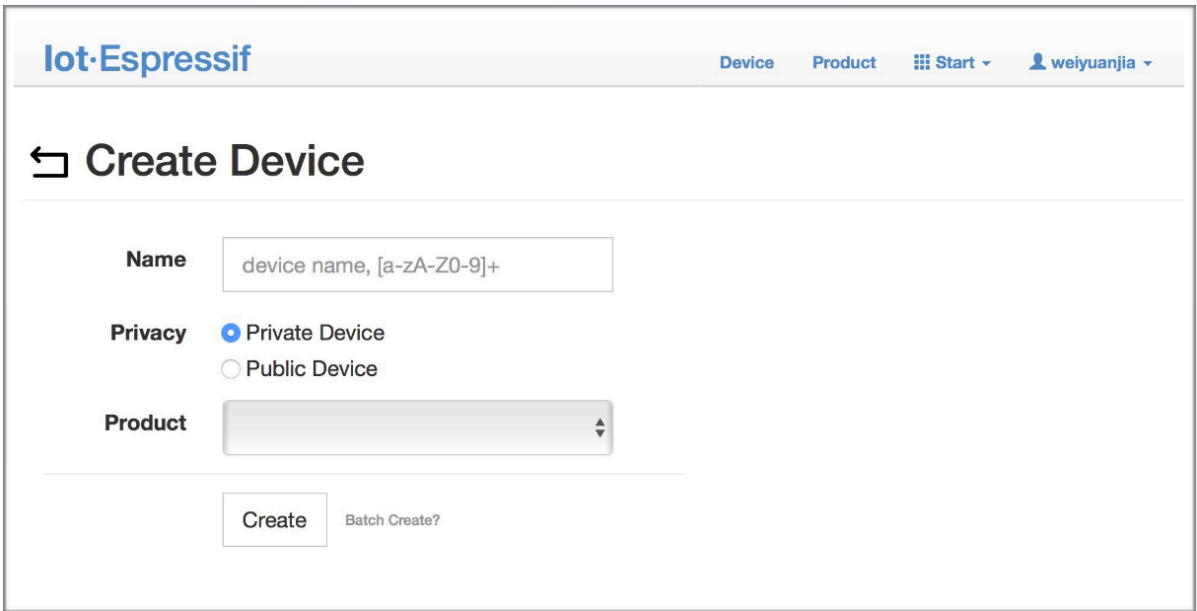 Iot·Espressif
Device Product Start weiyuanjia
Create Device
Name device name, [a-zA-Z0-9]+
Privacy Private Device
Public Device
Product
Create Batch Create?